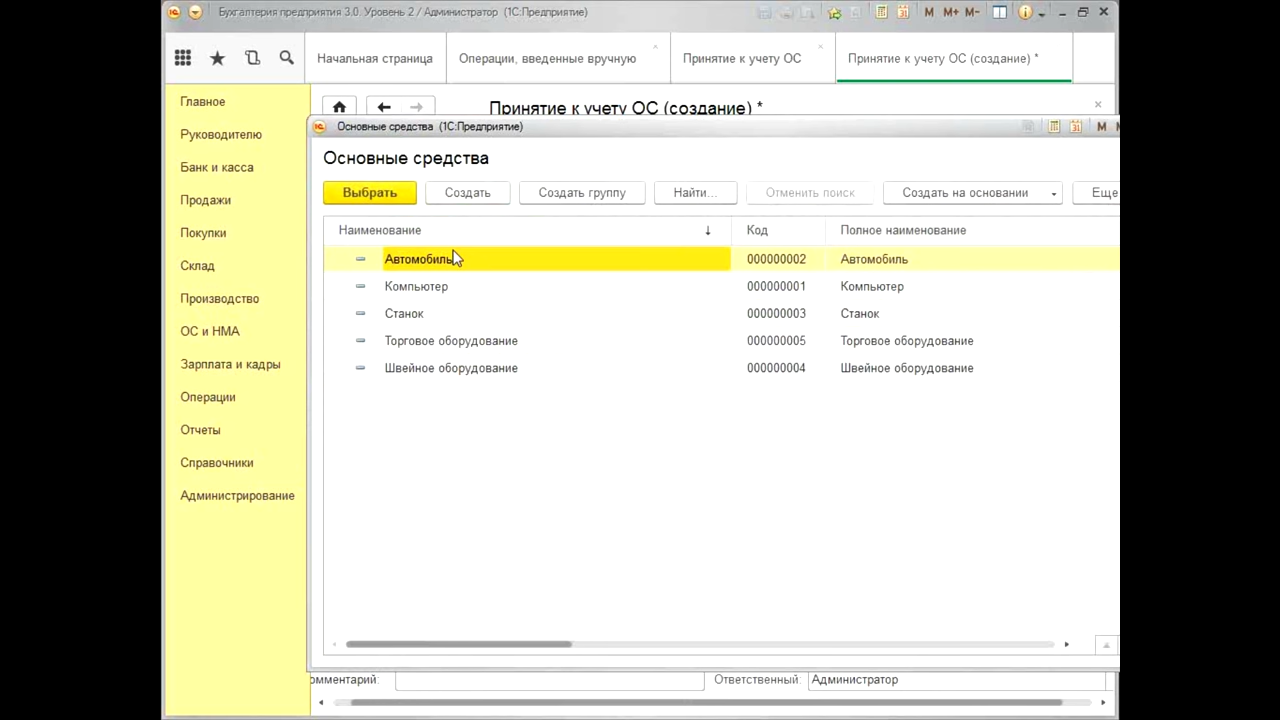 Бухгалтерия предприятия 3.0. Уровень 2 / Администратор (1С:Предприятие)
M M+ M-
Начальная страница
Операции, введенные вручную
Принятие к учету ОС
Принятие к учету ОС (создание) *
Главное
Руководителю
Банк и касса
Продажи
Покупки
Склад
Производство
ОС и НМА
Зарплата и кадры
Операции
Отчеты
Справочники
Администрирование
Принятие к учету ОС (создание) *
Основные средства (1С:Предприятие)
M
Основные средства
Выбрать
Создать
Создать группу
Найти...
Отменить поиск
Создать на основании
Еще
Наименование Код Полное наименование
Автомобиль 000000002 Автомобиль
Компьютер 000000001 Компьютер
Станок 000000003 Станок
Торговое оборудование 000000005 Торговое оборудование
Швейное оборудование 000000004 Швейное оборудование
омментарий:
Ответственный: Администратор